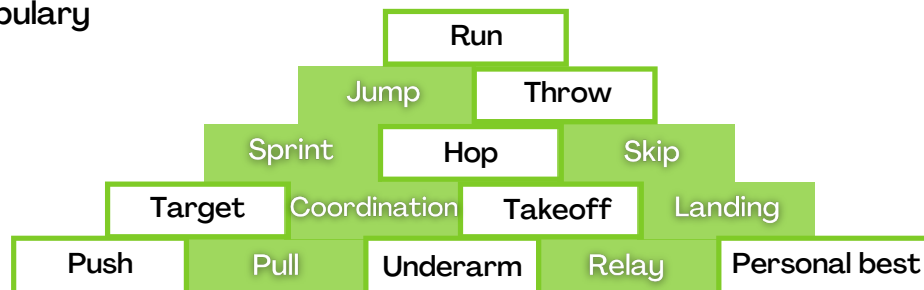 bulary
Run
Jump Throw
Sprint Hop Skip
Target Coordination Takeoff Landing
Push Pull Underarm Relay Personal best